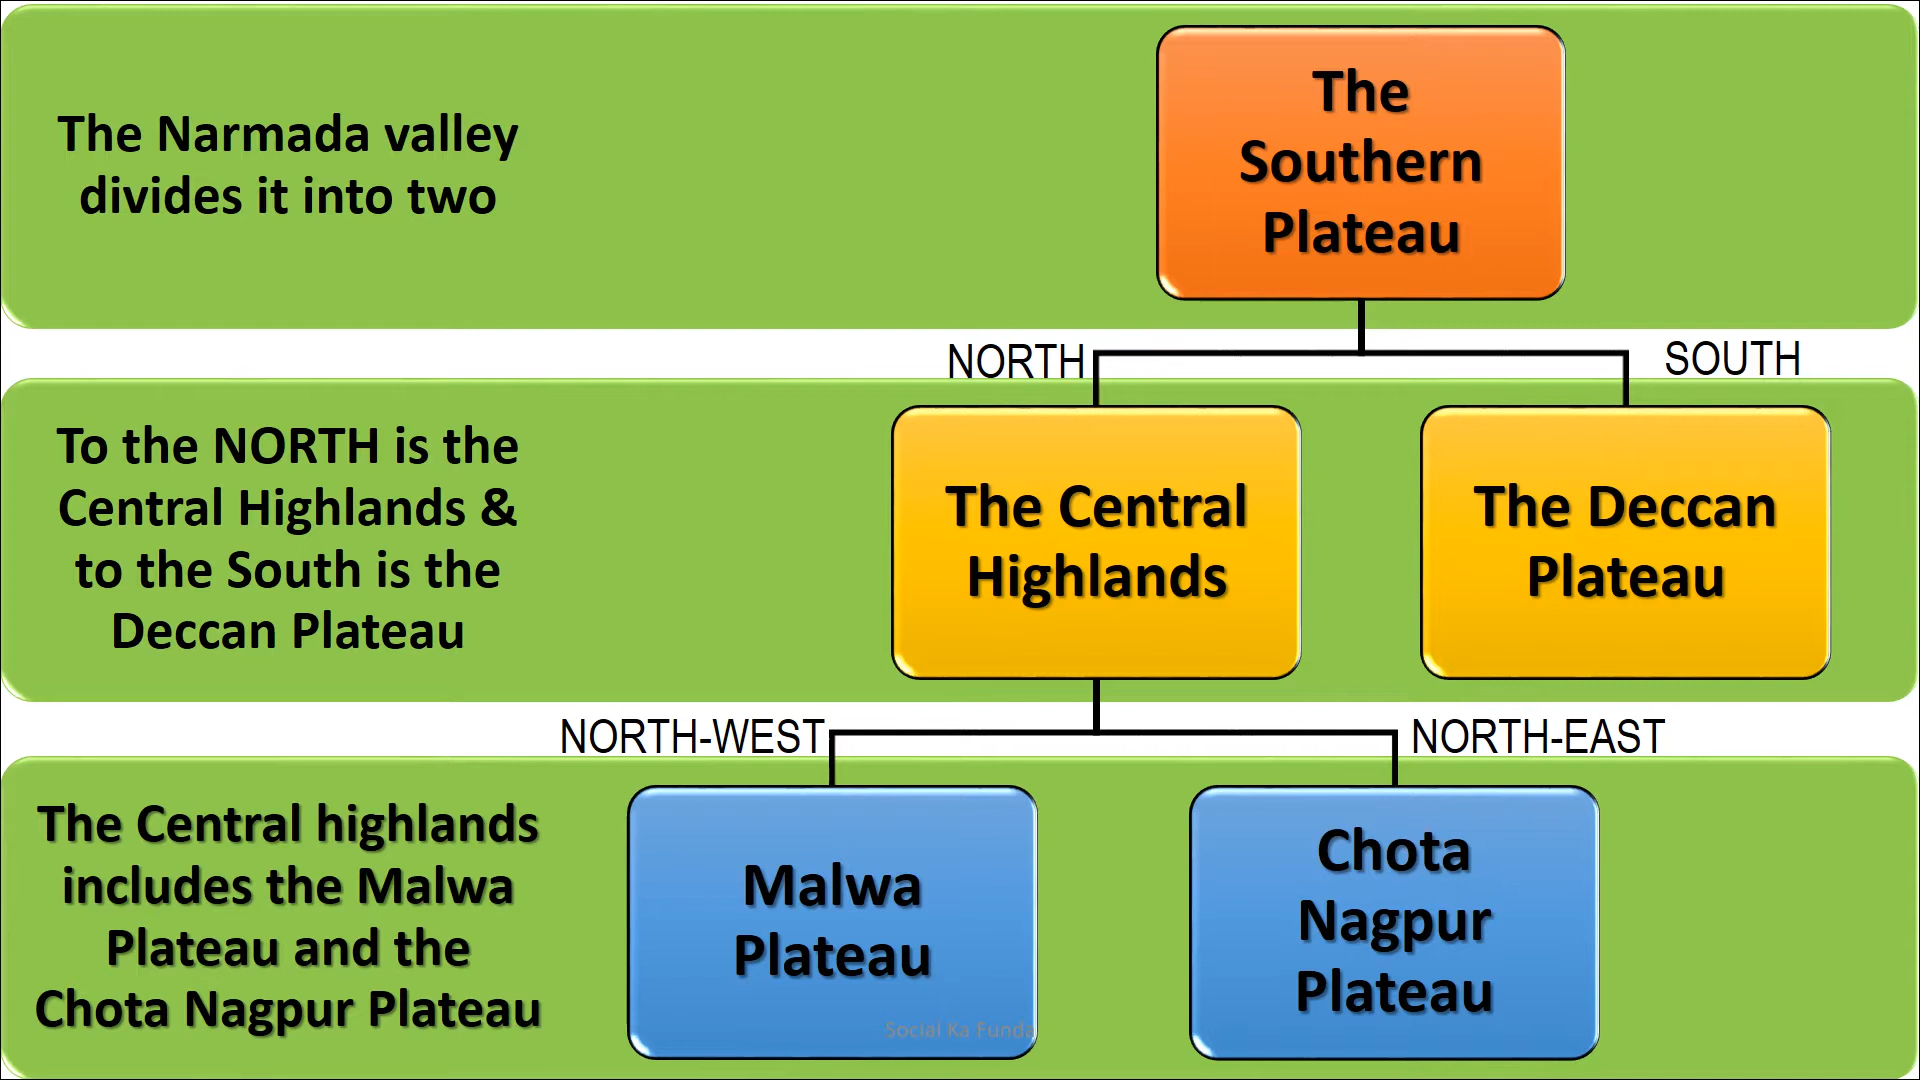 The Narmada valley
divides it into two
The
Southern
Plateau
NORTH
SOUTH
To the NORTH is the
Central Highlands &
to the South is the
Deccan Plateau
The Central
Highlands
The Deccan
Plateau
NORTH-WEST
NORTH-EAST
The Central highlands
includes the Malwa
Plateau and the
Chota Nagpur Plateau
Malwa
Plateau
Chota
Nagpur
Plateau
Social Ka Funda